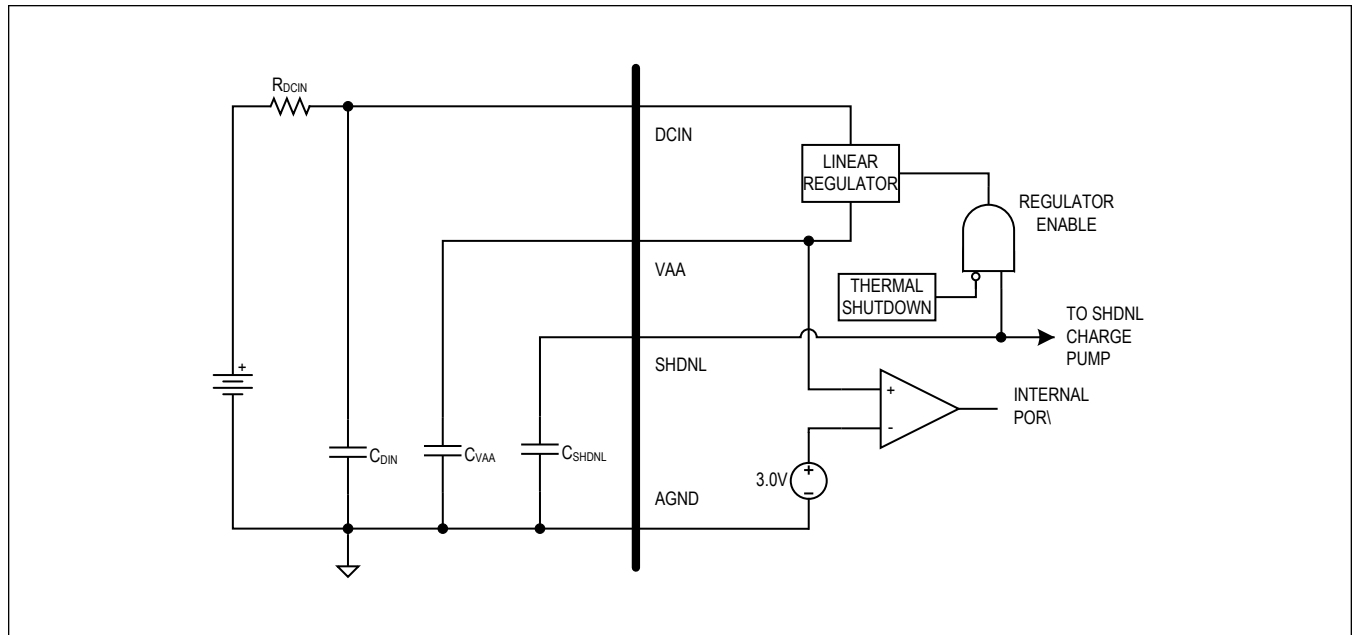 RDCIN
DCIN
LINEAR
REGULATOR
REGULATOR
ENABLE
VAA
THERMAL
SHUTDOWN
TO SHDNL
CHARGE
PUMP
SHDNL
+
+
-
INTERNAL
POR\
CDIN
CVAA
CSHDNL
3.0V
+
–
AGND